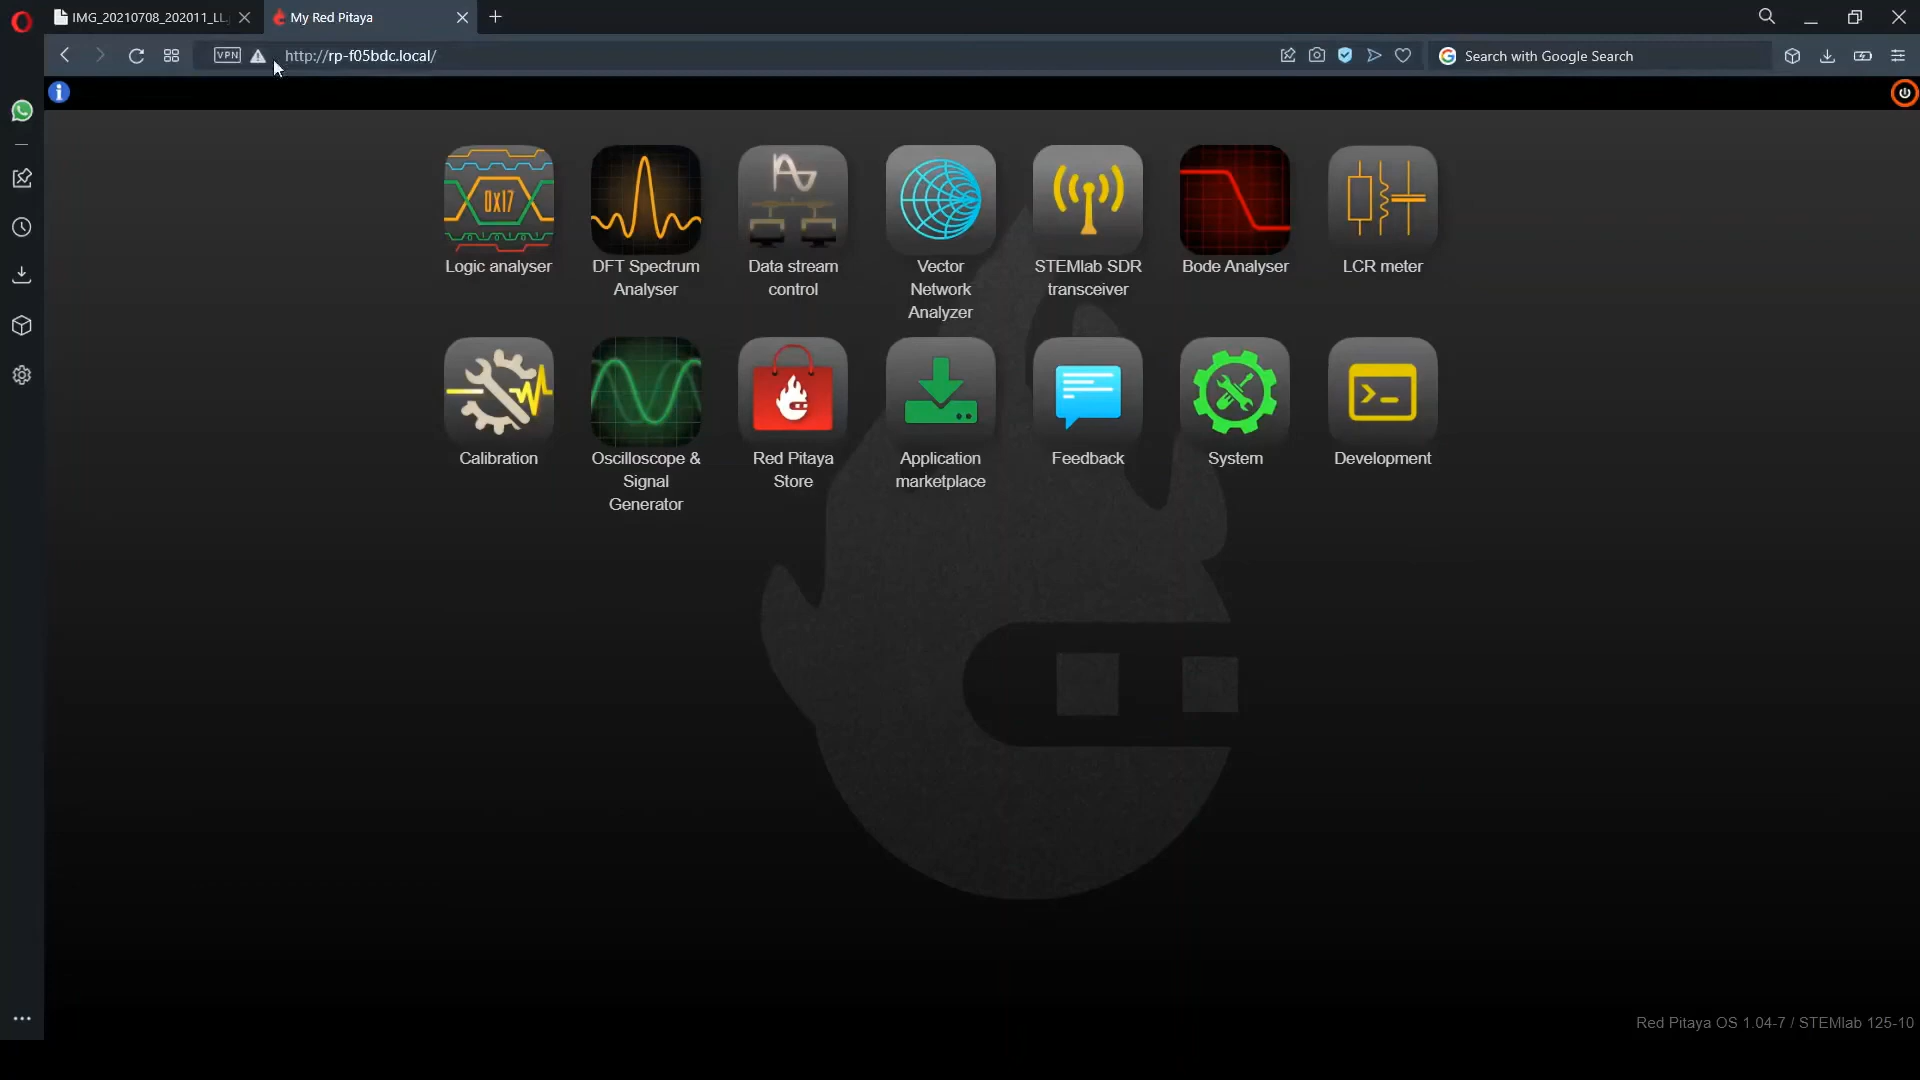 IMG_20210708_202011_LL.
My Red Pitaya
VPN
http://rp-f05bdc.local/
Search with Google Search
0x17
Logic analyser
DFT Spectrum
Analyser
Data stream
control
Vector
Network
Analyzer
STEMlab SDR
transceiver
Bode Analyser
LCR meter
Calibration
Oscilloscope &
Signal
Generator
Red Pitaya
Store
Application
marketplace
Feedback
System
Development
Red Pitaya OS 1.04-7 / STEMlab 125-10